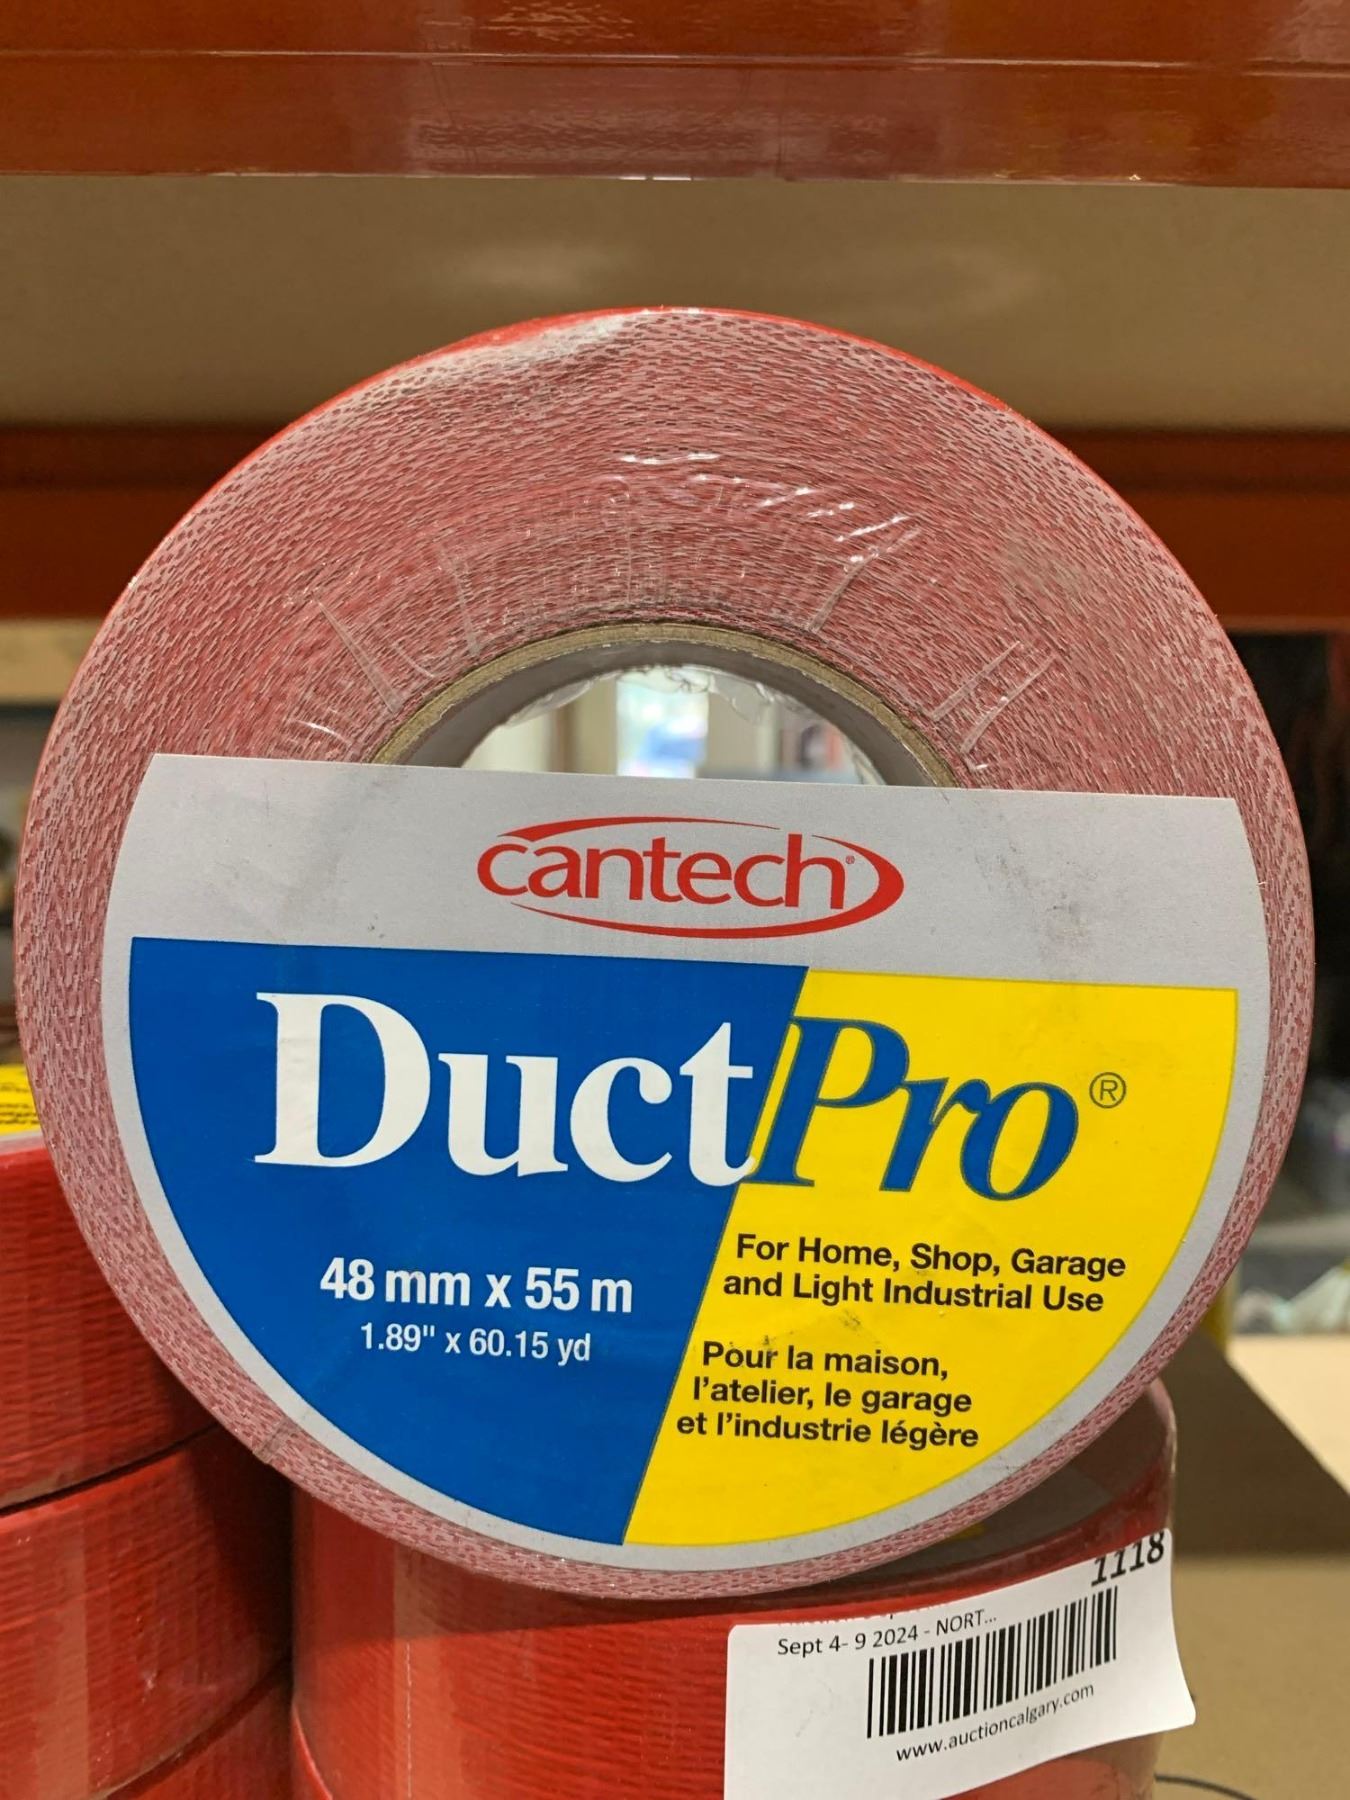 cantech®
DuctPro®
48 mm x 55 m
1.89" x 60.15 yd
For Home, Shop, Garage
and Light Industrial Use
Pour la maison,
l'atelier, le garage
et l'industrie légère
1118
Sept 4- 9 2024 - NORT...
www.auctioncalgary.com